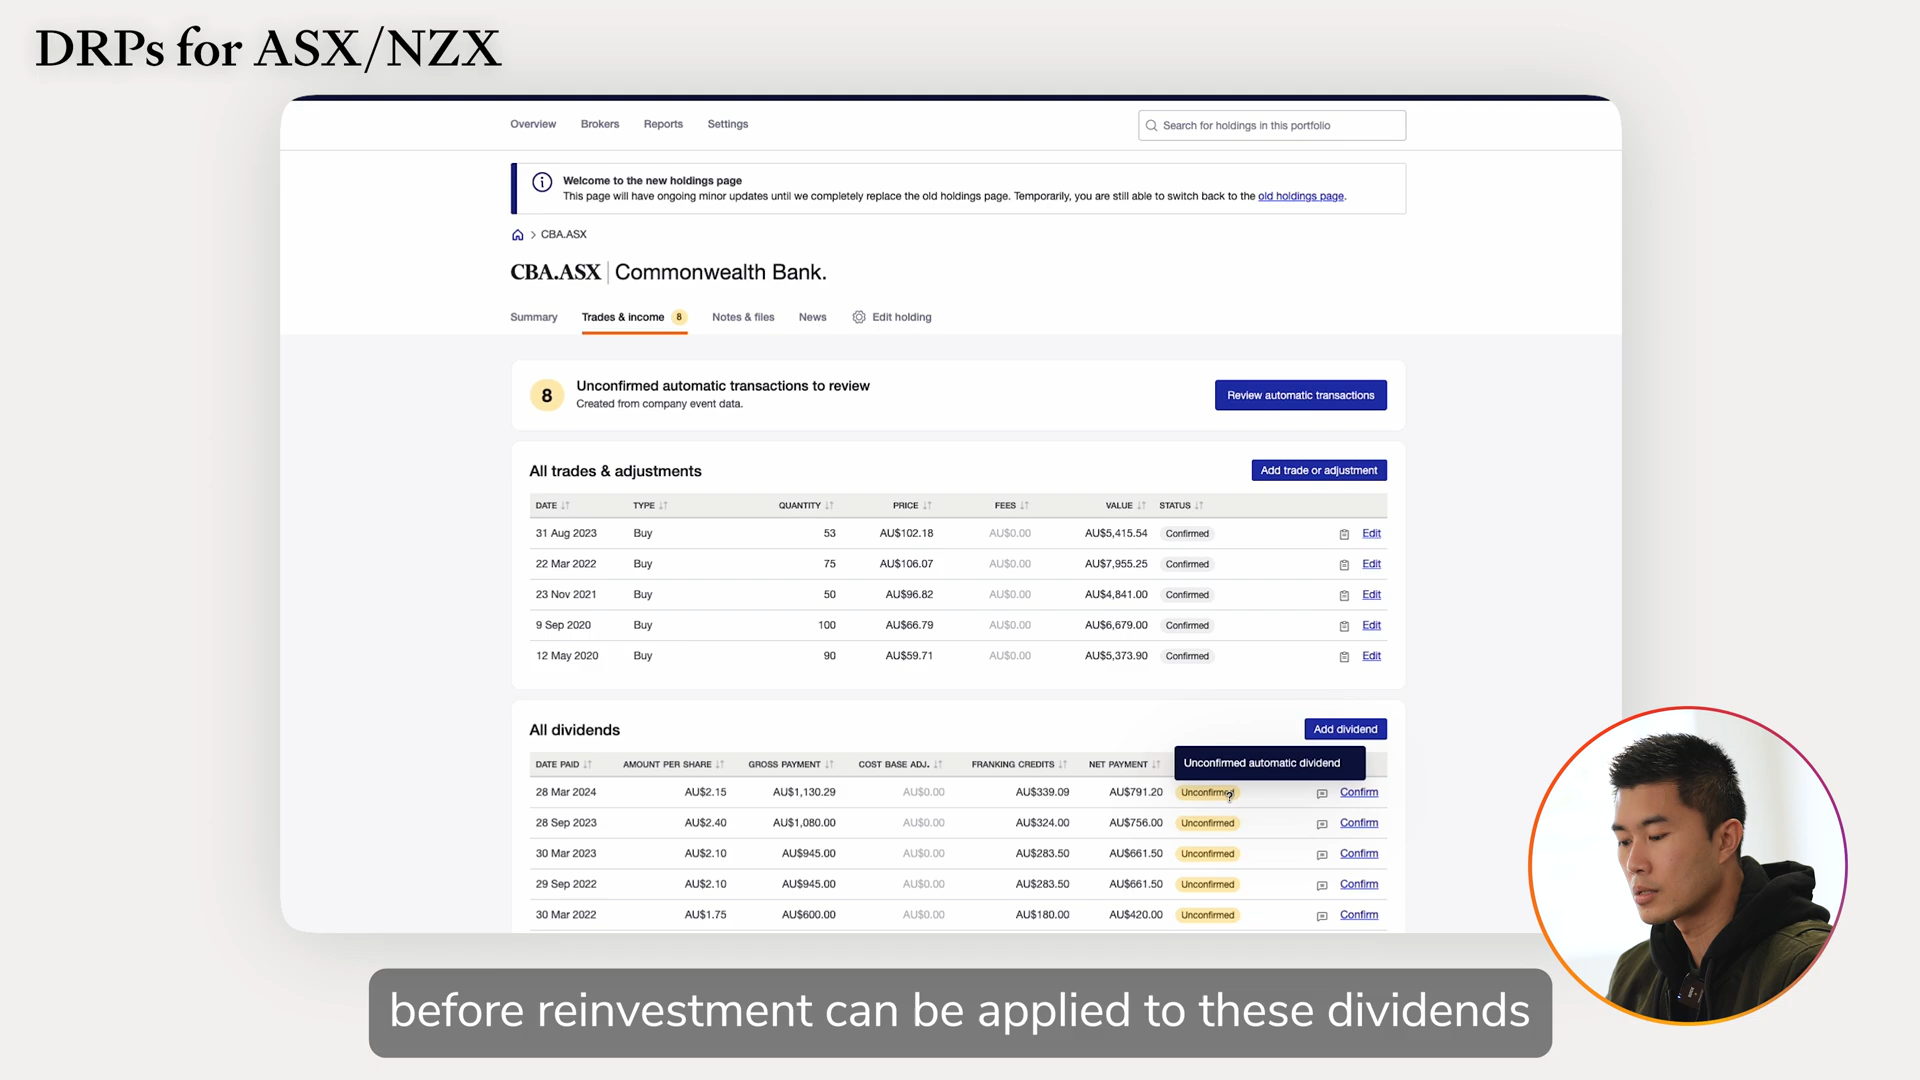 DRPs for ASX/NZX
Overview Brokers Reports Settings Search for holdings in this portfolio
Welcome to the new holdings page
This page will have ongoing minor updates until we completely replace the old holdings page. Temporarily, you are still able to switch back to the old holdings page.
> CBA.ASX
CBA.ASX | Commonwealth Bank.
Summary Trades & income 8 Notes & files News Edit holding
8 Unconfirmed automatic transactions to review
Created from company event data.
Review automatic transactions
All trades & adjustments Add trade or adjustment
DATE TYPE QUANTITY PRICE FEES VALUE STATUS
31 Aug 2023 Buy 53 AU$102.18 AU$0.00 AU$5,415.54 Confirmed Edit
22 Mar 2022 Buy 75 AU$106.07 AU$0.00 AU$7,955.25 Confirmed Edit
23 Nov 2021 Buy 50 AU$96.82 AU$0.00 AU$4,841.00 Confirmed Edit
9 Sep 2020 Buy 100 AU$66.79 AU$0.00 AU$6,679.00 Confirmed Edit
12 May 2020 Buy 90 AU$59.71 AU$0.00 AU$5,373.90 Confirmed Edit
All dividends Add dividend
DATE PAID AMOUNT PER SHARE GROSS PAYMENT COST BASE ADJ. FRANKING CREDITS NET PAYMENT Unconfirmed automatic dividend
28 Mar 2024 AU$2.15 AU$1,130.29 AU$0.00 AU$339.09 AU$791.20 Unconfirmed Confirm
28 Sep 2023 AU$2.40 AU$1,080.00 AU$0.00 AU$324.00 AU$756.00 Unconfirmed Confirm
30 Mar 2023 AU$2.10 AU$945.00 AU$0.00 AU$283.50 AU$661.50 Unconfirmed Confirm
29 Sep 2022 AU$2.10 AU$945.00 AU$0.00 AU$283.50 AU$661.50 Unconfirmed Confirm
30 Mar 2022 AU$1.75 AU$600.00 AU$0.00 AU$180.00 AU$420.00 Unconfirmed Confirm
before reinvestment can be applied to these dividends